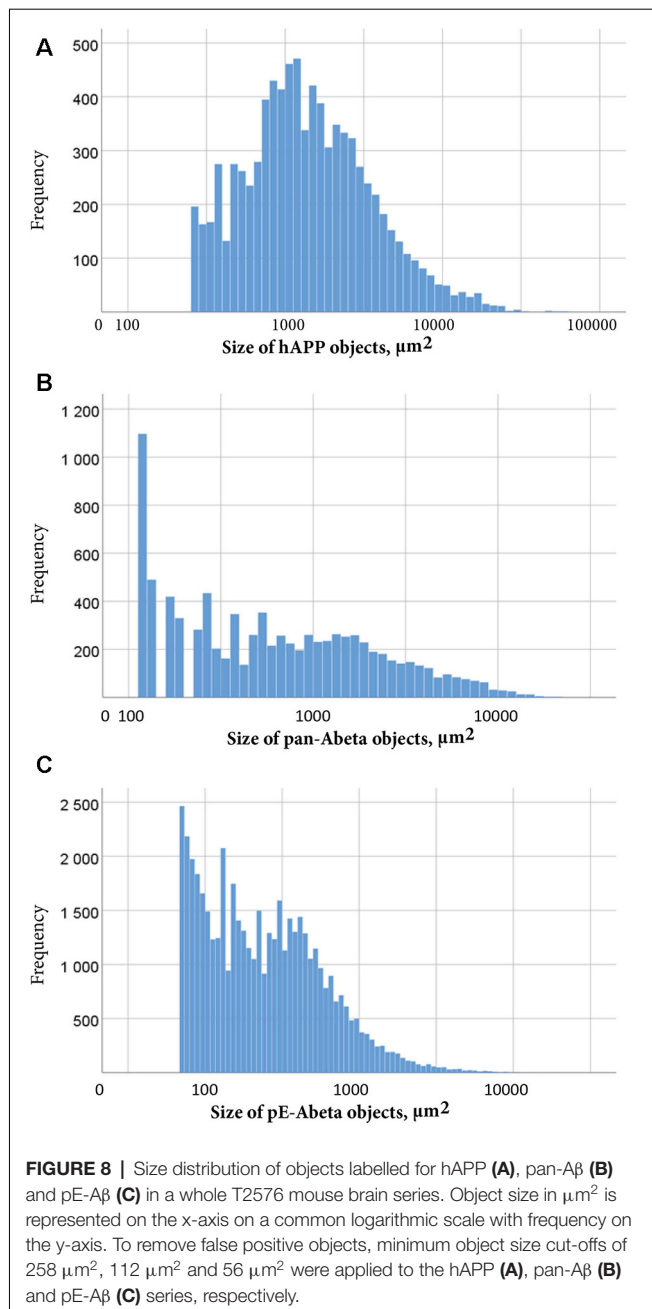 A
500
400
300
200
100
Frequency
0 100 1000 10000 100000
Size of hAPP objects, µm²
B
1 200
1 000
800
600
400
200
Frequency
0 100 1000 10000
Size of pan-Abeta objects, µm²
C
2 500
2 000
1 500
1 000
500
Frequency
0 100 1000 10000
Size of pE-Abeta objects, µm²
FIGURE 8 | Size distribution of objects labelled for hAPP (A), pan-Aβ (B)
and pE-Aβ (C) in a whole T2576 mouse brain series. Object size in μm² is
represented on the x-axis on a common logarithmic scale with frequency on
the y-axis. To remove false positive objects, minimum object size cut-offs of
258 μm², 112 μm² and 56 μm² were applied to the hAPP (A), pan-Aβ (B)
and pE-Aβ (C) series, respectively.